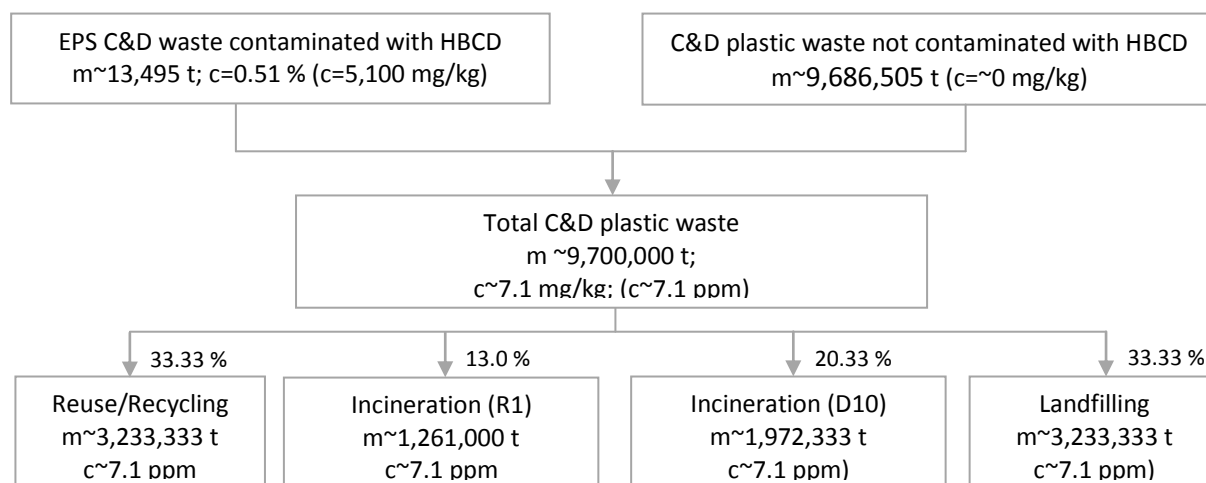 EPS C&D waste contaminated with HBCD
m~13,495 t; c=0.51 % (c=5,100 mg/kg)
C&D plastic waste not contaminated with HBCD
m~9,686,505 t (c=~0 mg/kg)
Total C&D plastic waste
m ~9,700,000 t;
c~7.1 mg/kg; (c~7.1 ppm)
33.33 %
13.0 %
20.33 %
33.33 %
Reuse/Recycling
m~3,233,333 t
c~7.1 ppm
Incineration (R1)
m~1,261,000 t
c~7.1 ppm
Incineration (D10)
m~1,972,333 t
c~7.1 ppm)
Landfilling
m~3,233,333 t
c~7.1 ppm)